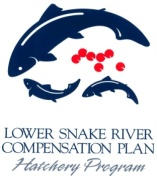 LOWER SNAKE RIVER
COMPENSATION PLAN
Hatchery Program